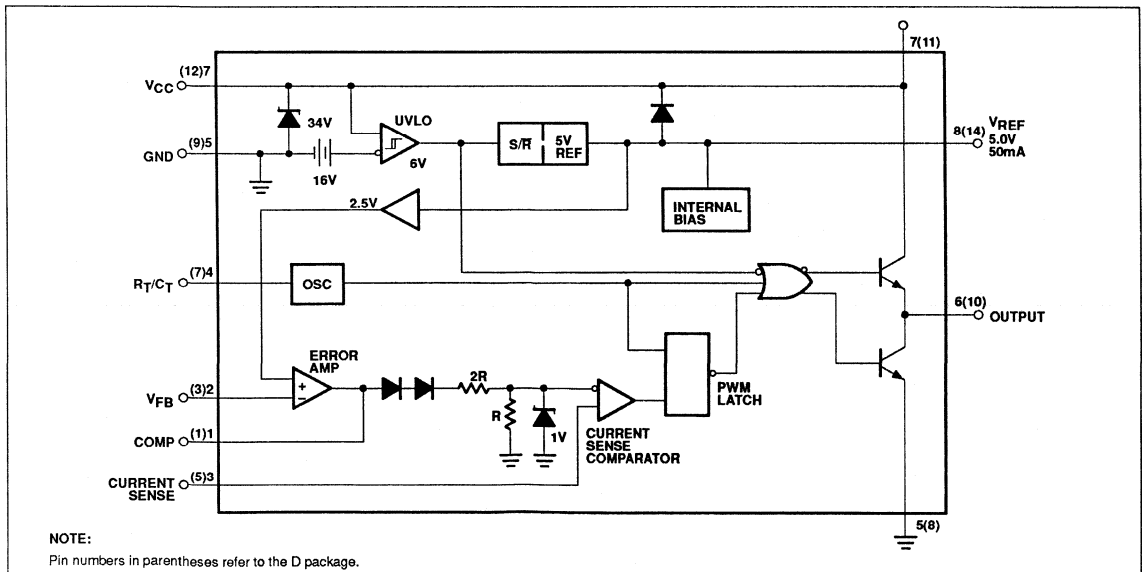 7(11)
(12)7
VCC
34V
UVLO
(9)5
GND
16V
6V
S/R̅
5V
REF
8(14)
VREF
5.0V
50mA
2.5V
INTERNAL
BIAS
(7)4
RT/CT
OSC
6(10)
OUTPUT
ERROR
AMP
+
−
2R
PWM
LATCH
(3)2
VFB
R
1V
CURRENT
SENSE
COMPARATOR
COMP
(1)1
CURRENT
SENSE
(5)3
5(8)
NOTE:
Pin numbers in parentheses refer to the D package.